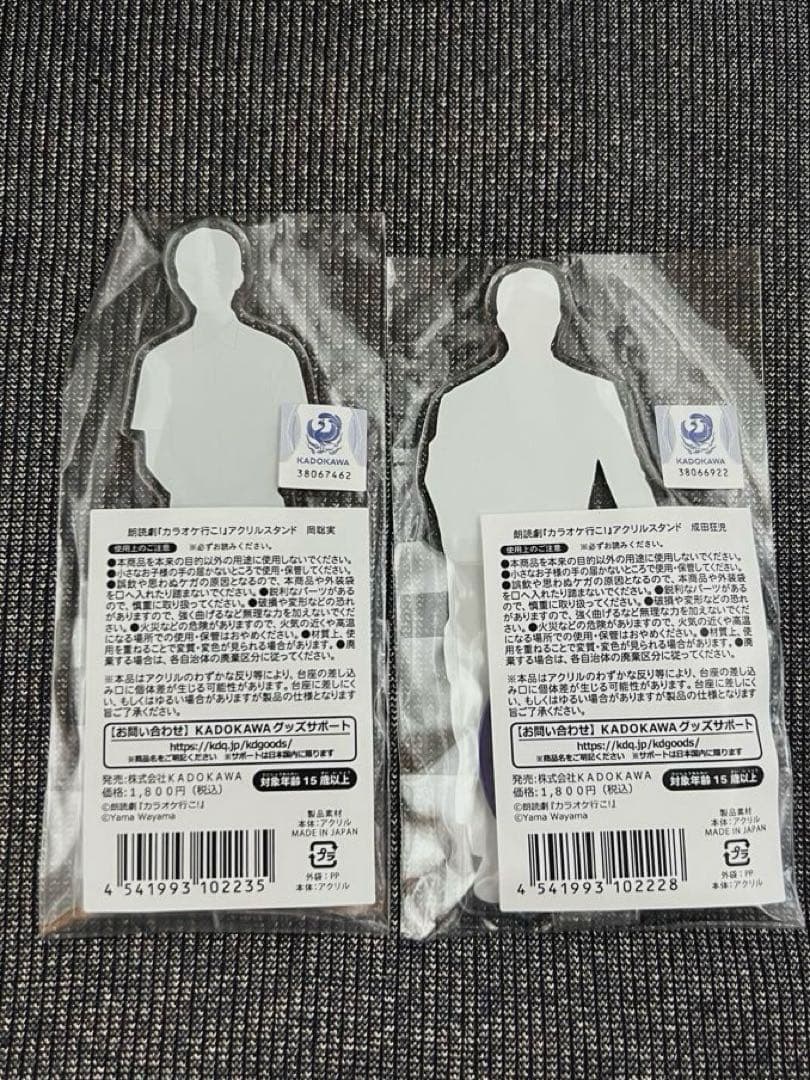 KADOKAWA
38067462
朗読劇『カラオケ行こ!』アクリルスタンド 岡聡実
使用上のご注意 ※必ずお読みください。
●本商品を本来の目的以外の用途に使用しないでください。
●小さなお子様の手の届かないところで使用・保管してください。
●誤飲や思わぬケガの原因となるので、本商品や外装袋
を口へ入れたり踏まないでください。●鋭利なパーツがある
ので、慎重に取り扱ってください。●破損や変形などの恐れ
がありますので、強く曲げるなど無理な力を加えないでくだ
さい。●火災などの危険がありますので、火気の近くや高温
になる場所での使用・保管はおやめください。●材質上、使
用を重ねることで変質・変色が見られる場合があります。●廃
棄する場合は、各自治体の廃棄区分に従ってください。
※本品はアクリルのわずかな反り等により、台座の差し込
み口に個体差が生じる可能性があります。台座に差しにく
い、もしくはゆるい場合がありますが製品の仕様となります
旨ご了承ください。
【お問い合わせ】KADOKAWAグッズサポート
https://kdq.jp/kdgoods/
※商品名をご明記ください ※サポートは日本国内に限ります
発売:株式会社KADOKAWA
対象年齢15歳以上
価格:1,800円(税込)
©朗読劇『カラオケ行こ!』
©Yama Wayama
製品素材
本体:アクリル
MADE IN JAPAN
プラ
外袋:PP
本体:アクリル
4 541993 102235
KADOKAWA
38066922
朗読劇『カラオケ行こ!』アクリルスタンド 成田狂児
使用上のご注意 ※必ずお読みください。
●本商品を本来の目的以外の用途に使用しないでください。
●小さなお子様の手の届かないところで使用・保管してください。
●誤飲や思わぬケガの原因となるので、本商品や外装袋
を口へ入れたり踏まないでください。●鋭利なパーツがある
ので、慎重に取り扱ってください。●破損や変形などの恐れ
がありますので、強く曲げるなど無理な力を加えないでくだ
さい。●火災などの危険がありますので、火気の近くや高温
になる場所での使用・保管はおやめください。●材質上、使
用を重ねることで変質・変色が見られる場合があります。●廃
棄する場合は、各自治体の廃棄区分に従ってください。
※本品はアクリルのわずかな反り等により、台座の差し込
み口に個体差が生じる可能性があります。台座に差しにく
い、もしくはゆるい場合がありますが製品の仕様となります
旨ご了承ください。
【お問い合わせ】KADOKAWAグッズサポート
https://kdq.jp/kdgoods/
※商品名をご明記ください ※サポートは日本国内に限ります
発売:株式会社KADOKAWA
対象年齢15歳以上
価格:1,800円(税込)
©朗読劇『カラオケ行こ!』
©Yama Wayama
製品素材
本体:アクリル
MADE IN JAPAN
プラ
外袋:PP
本体:アクリル
4 541993 102228